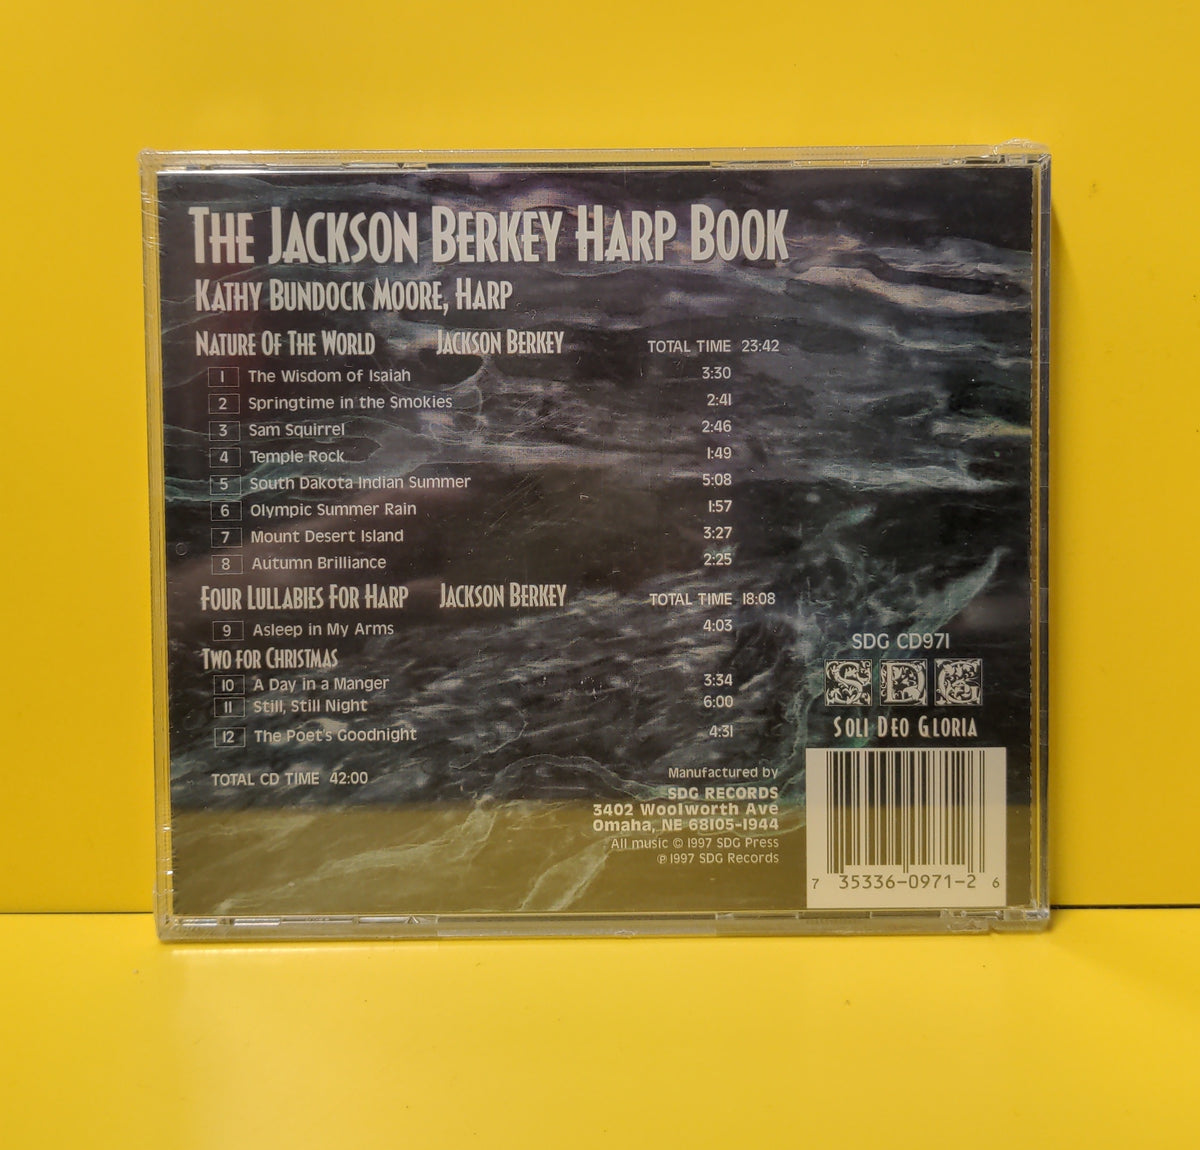 THE JACKSON BERKEY HARP BOOK
KATHY BUNDOCK MOORE, HARP
NATURE OF THE WORLD JACKSON BERKEY TOTAL TIME 23:42
1 The Wisdom of Isaiah 3:30
2 Springtime in the Smokies 2:41
3 Sam Squirrel 2:46
4 Temple Rock 1:49
5 South Dakota Indian Summer 5:08
6 Olympic Summer Rain 1:57
7 Mount Desert Island 3:27
8 Autumn Brilliance 2:25
FOUR LULLABIES FOR HARP JACKSON BERKEY TOTAL TIME 18:08
9 Asleep in My Arms 4:03
TWO FOR CHRISTMAS
10 A Day in a Manger 3:34
11 Still, Still Night 6:00
12 The Poet's Goodnight 4:31
TOTAL CD TIME 42:00
Manufactured by
SDG RECORDS
3402 Woolworth Ave
Omaha, NE 68105-1944
All music © 1997 SDG Press
℗ 1997 SDG Records
SDG CD971
SDG
SOLI DEO GLORIA
7 35336-0971-2 6